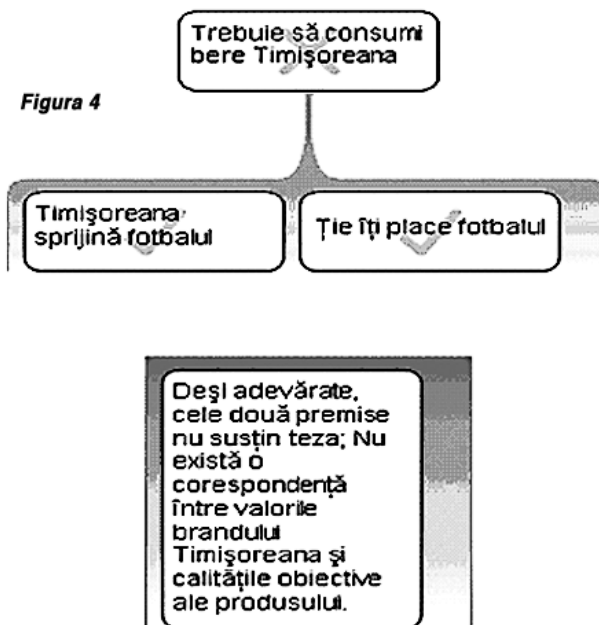 Trebuie să consumi
bere Timişoreana
Figura 4
Timişoreana
sprijină fotbalul
Ţie îţi place fotbalul
Deşi adevărate,
cele două premise
nu susţin teza; Nu
există o
corespondenţă
între valorile
brandului
Timişoreana şi
calităţile obiective
ale produsului.